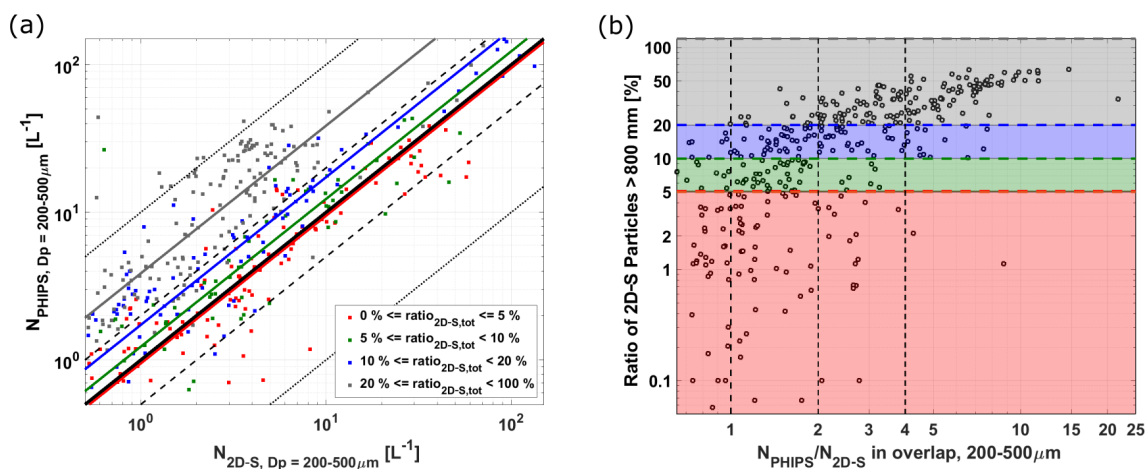 (a)
10²
10¹
10⁰
N_PHIPS, Dp = 200-500μm [L⁻¹]
0 % <= ratio_2D-S,tot <= 5 %
5 % <= ratio_2D-S,tot < 10 %
10 % <= ratio_2D-S,tot < 20 %
20 % <= ratio_2D-S,tot < 100 %
10⁰
10¹
10²
N_2D-S, Dp = 200-500μm [L⁻¹]
(b)
100
50
20
10
5
2
1
0.1
Ratio of 2D-S Particles > 800 mm [%]
1
2
3
4
5
10
15
20
25
N_PHIPS/N_2D-S in overlap, 200-500μm